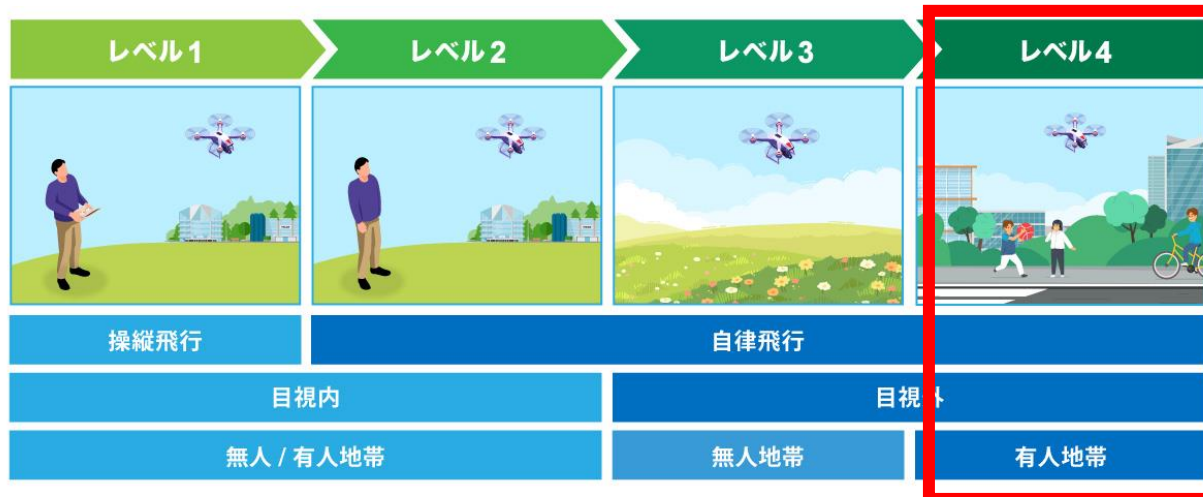 レベル1
レベル2
レベル3
レベル4
操縦飛行
自律飛行
目視内
目視外
無人 / 有人地帯
無人地帯
有人地帯